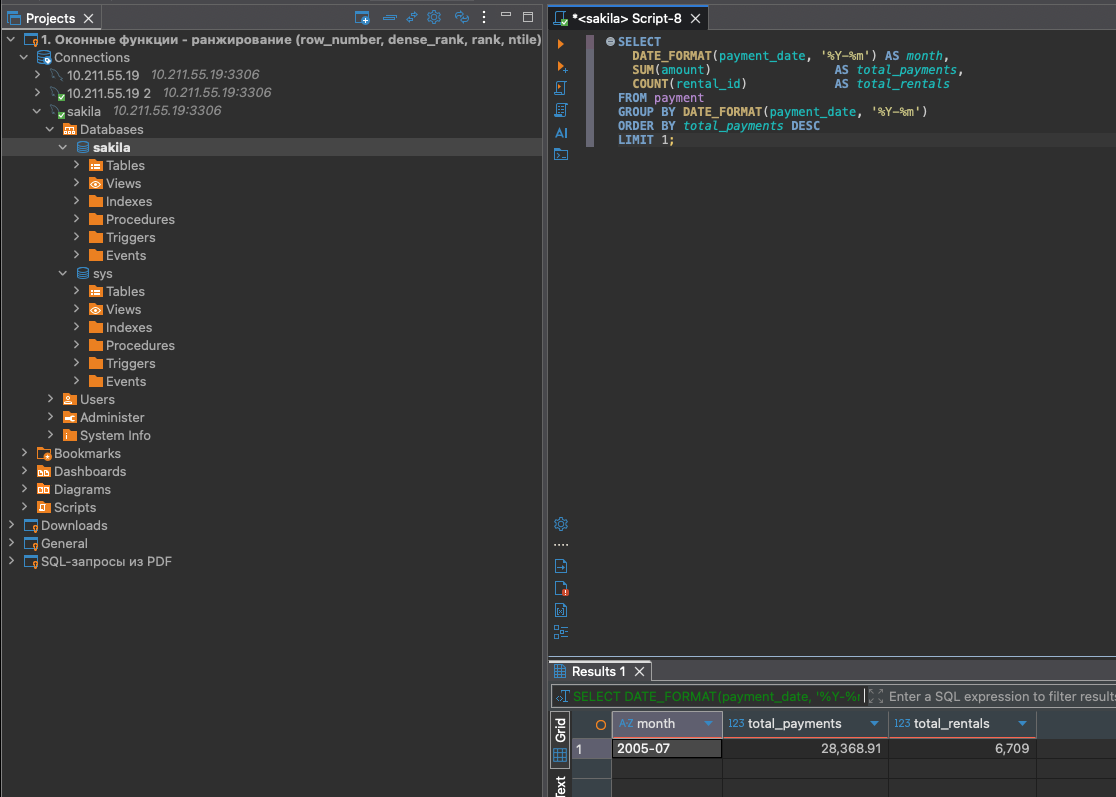 Projects
1. Оконные функции - ранжирование (row_number, dense_rank, rank, ntile)
Connections
10.211.55.19 10.211.55.19:3306
10.211.55.19 2 10.211.55.19:3306
sakila 10.211.55.19:3306
Databases
sakila
Tables
Views
Indexes
Procedures
Triggers
Events
sys
Tables
Views
Indexes
Procedures
Triggers
Events
Users
Administer
System Info
Bookmarks
Dashboards
Diagrams
Scripts
Downloads
General
SQL-запросы из PDF
*<sakila> Script-8
AI
SELECT
DATE_FORMAT(payment_date, '%Y-%m') AS month,
SUM(amount) AS total_payments,
COUNT(rental_id) AS total_rentals
FROM payment
GROUP BY DATE_FORMAT(payment_date, '%Y-%m')
ORDER BY total_payments DESC
LIMIT 1;
Results 1
SELECT DATE_FORMAT(payment_date, '%Y-% Enter a SQL expression to filter results
Grid
Text
A-Z month 123 total_payments 123 total_rentals
1 2005-07 28,368.91 6,709